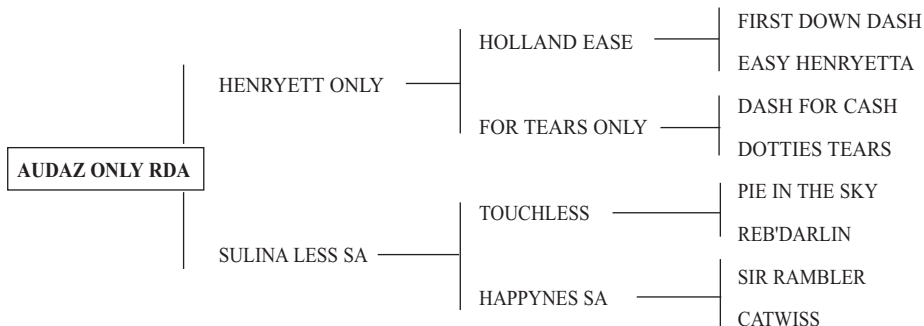 FIRST DOWN DASH
HOLLAND EASE
EASY HENRYETTA
HENRYETT ONLY
DASH FOR CASH
FOR TEARS ONLY
DOTTIES TEARS
AUDAZ ONLY RDA
PIE IN THE SKY
TOUCHLESS
REB'DARLIN
SULINA LESS SA
SIR RAMBLER
HAPPYNES SA
CATWISS